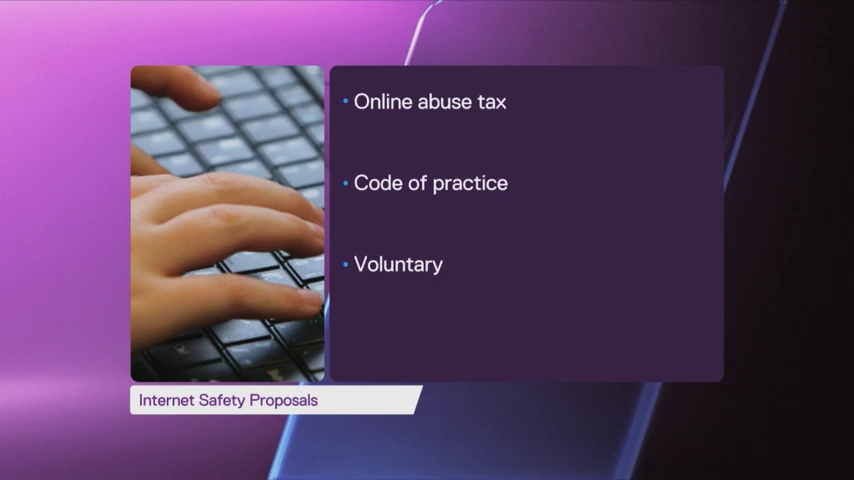 • Online abuse tax
• Code of practice
• Voluntary
Internet Safety Proposals